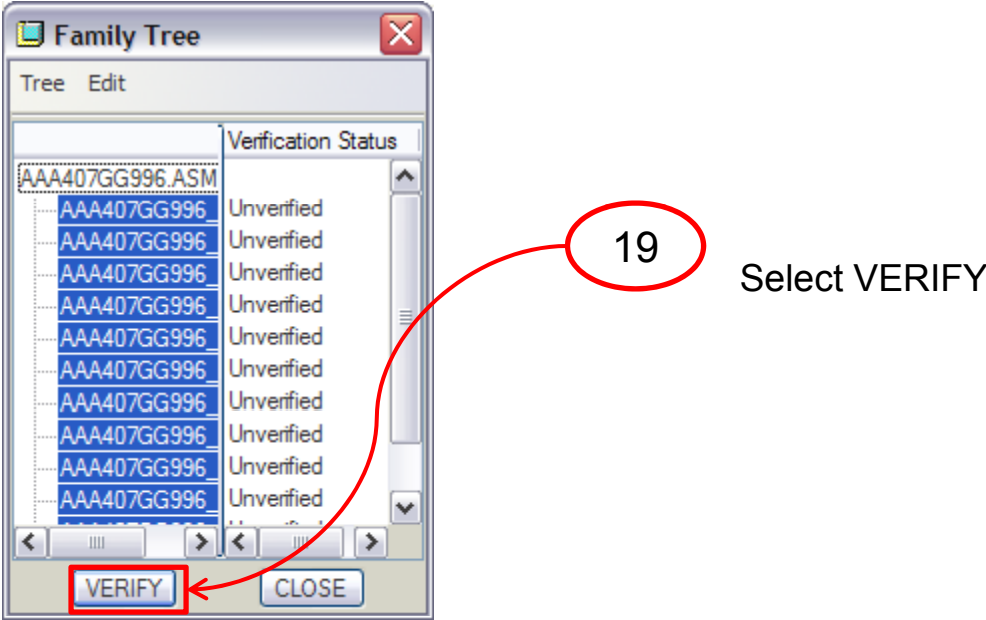 Family Tree
Tree Edit
Verification Status
AAA407GG996.ASM
AAA407GG996_ Unverified
AAA407GG996_ Unverified
AAA407GG996_ Unverified
AAA407GG996_ Unverified
AAA407GG996_ Unverified
AAA407GG996_ Unverified
AAA407GG996_ Unverified
AAA407GG996_ Unverified
AAA407GG996_ Unverified
AAA407GG996_ Unverified
VERIFY CLOSE
19
Select VERIFY